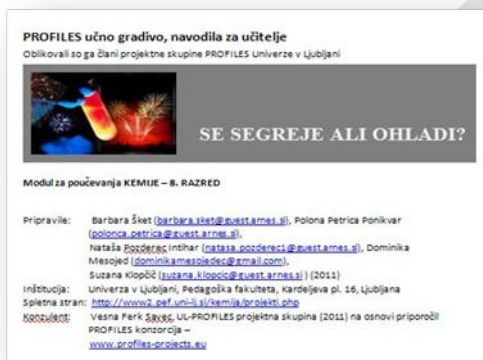 PROFILES učno gradivo, navodila za učitelje
Oblikovali so ga člani projektne skupine PROFILES Univerze v Ljubljani
SE SEGREJE ALI OHLADI?
Modul za poučevanja KEMIJE – 8. RAZRED
Pripravile: Barbara Šket (barbara.sket@guest.arnes.si), Polona Petrica Ponikvar
(polonca.petrica@guest.arnes.si),
Nataša Pozderec Intihar (natasa.pozderec1@guest.arnes.si), Dominika
Mesojed (dominikamesojedec@gmail.com),
Suzana Klopčič (suzana.klopcic@guest.arnes.si) (2011)
Inštitucija: Univerza v Ljubljani, Pedagoška fakulteta, Kardeljeva pl. 16, Ljubljana
Spletna stran: http://www2.pef.uni-lj.si/kemija/projekti.php
Konzulent: Vesna Ferk Savec, UL-PROFILES projektna skupina (2011) na osnovi priporočil
PROFILES konzorcija –
www.profiles-projects.eu